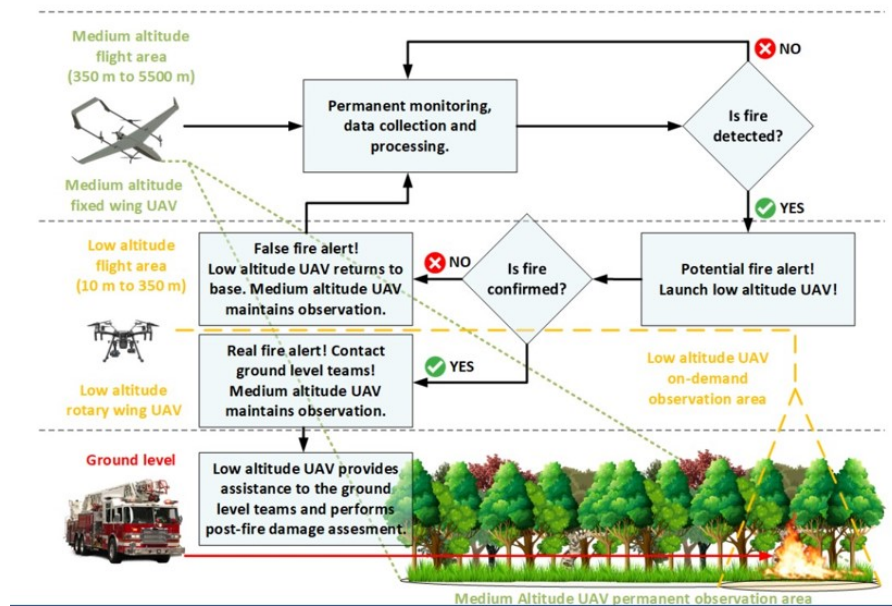 Medium altitude
flight area
(350 m to 5500 m)
Medium altitude
fixed wing UAV
Permanent monitoring,
data collection and
processing.
NO
Is fire
detected?
YES
Low altitude
flight area
(10 m to 350 m)
Low altitude
rotary wing UAV
False fire alert!
Low altitude UAV returns to
base. Medium altitude UAV
maintains observation.
NO
Is fire
confirmed?
Potential fire alert!
Launch low altitude UAV!
Real fire alert! Contact
ground level teams!
Medium altitude UAV
maintains observation.
YES
Low altitude UAV
on-demand
observation area
Ground level
Low altitude UAV provides
assistance to the ground
level teams and performs
post-fire damage assesment.
Medium Altitude UAV permanent observation area